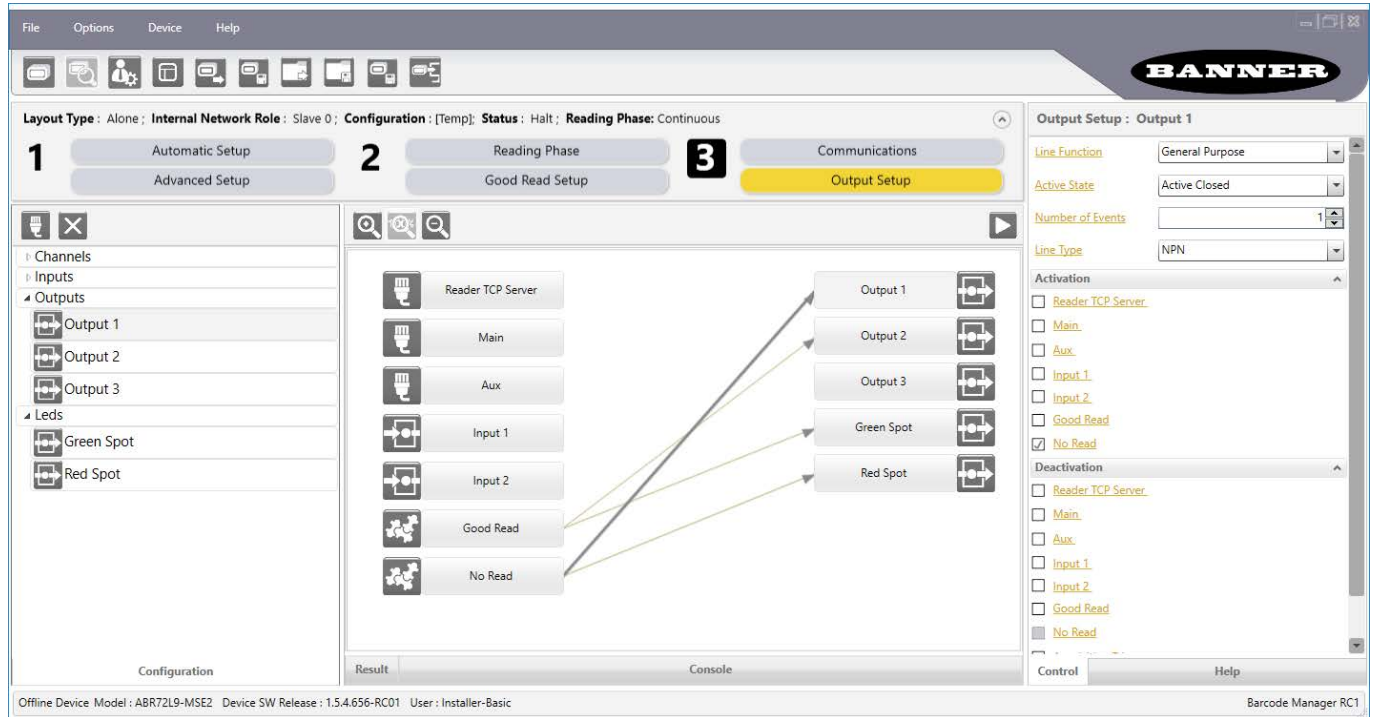 File Options Device Help
BANNER
Layout Type : Alone ; Internal Network Role : Slave 0 ; Configuration : [Temp]; Status : Halt ; Reading Phase: Continuous
1 Automatic Setup 2 Reading Phase 3 Communications
Advanced Setup Good Read Setup Output Setup
Channels
Inputs
Outputs
Output 1
Output 2
Output 3
Leds
Green Spot
Red Spot
Configuration
Reader TCP Server
Main
Aux
Input 1
Input 2
Good Read
No Read
Output 1
Output 2
Output 3
Green Spot
Red Spot
Result Console
Output Setup : Output 1
Line Function General Purpose
Active State Active Closed
Number of Events 1
Line Type NPN
Activation
Reader TCP Server
Main
Aux
Input 1
Input 2
Good Read
No Read
Deactivation
Reader TCP Server
Main
Aux
Input 1
Input 2
Good Read
No Read
Control Help
Offline Device Model : ABR72L9-MSE2 Device SW Release : 1.5.4.656-RC01 User : Installer-Basic Barcode Manager RC1